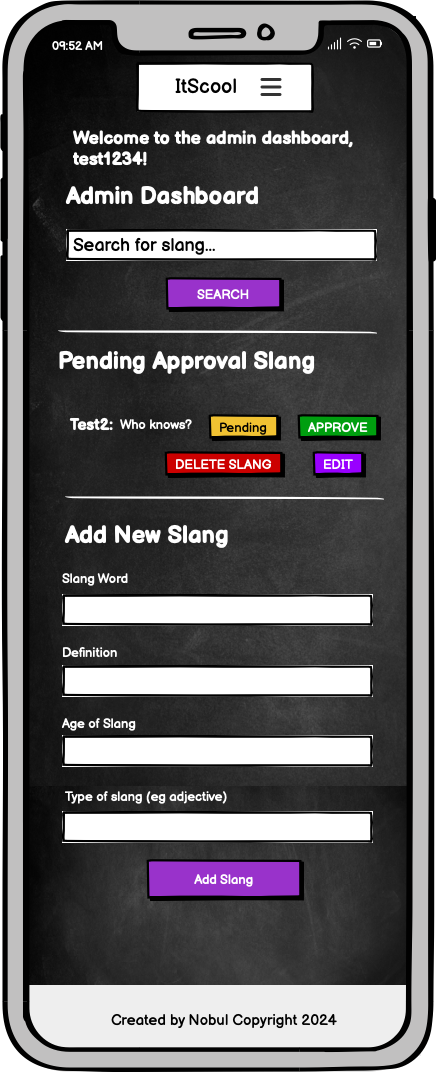 09:52 AM
ItScool
Welcome to the admin dashboard,
test1234!
Admin Dashboard
Search for slang...
SEARCH
Pending Approval Slang
Test2: Who knows? Pending APPROVE
DELETE SLANG EDIT
Add New Slang
Slang Word
Definition
Age of Slang
Type of slang (eg adjective)
Add Slang
Created by Nobul Copyright 2024